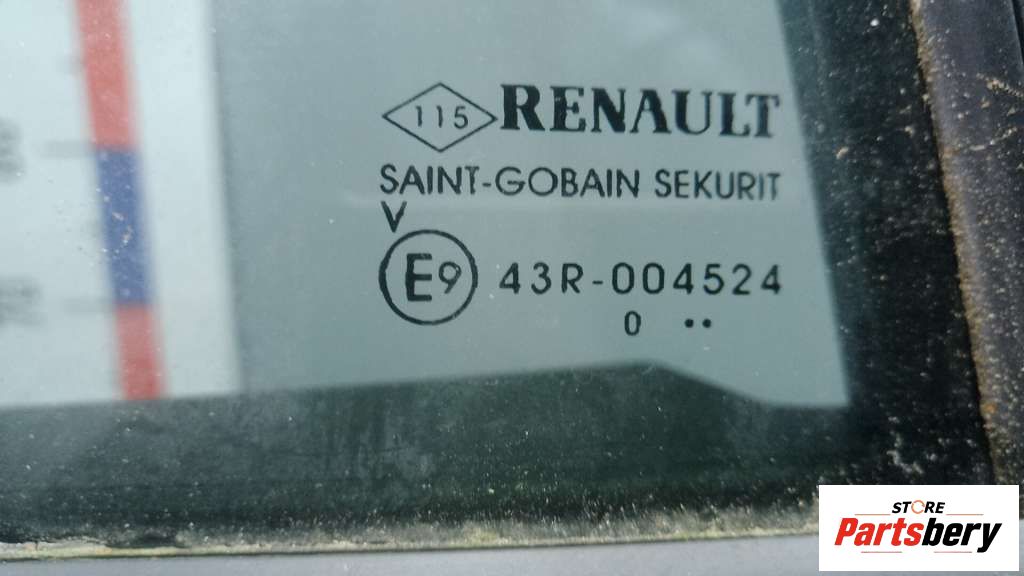 115 RENAULT
SAINT-GOBAIN SEKURIT
V
E9 43R-004524
0 ··
STORE
Partsbery